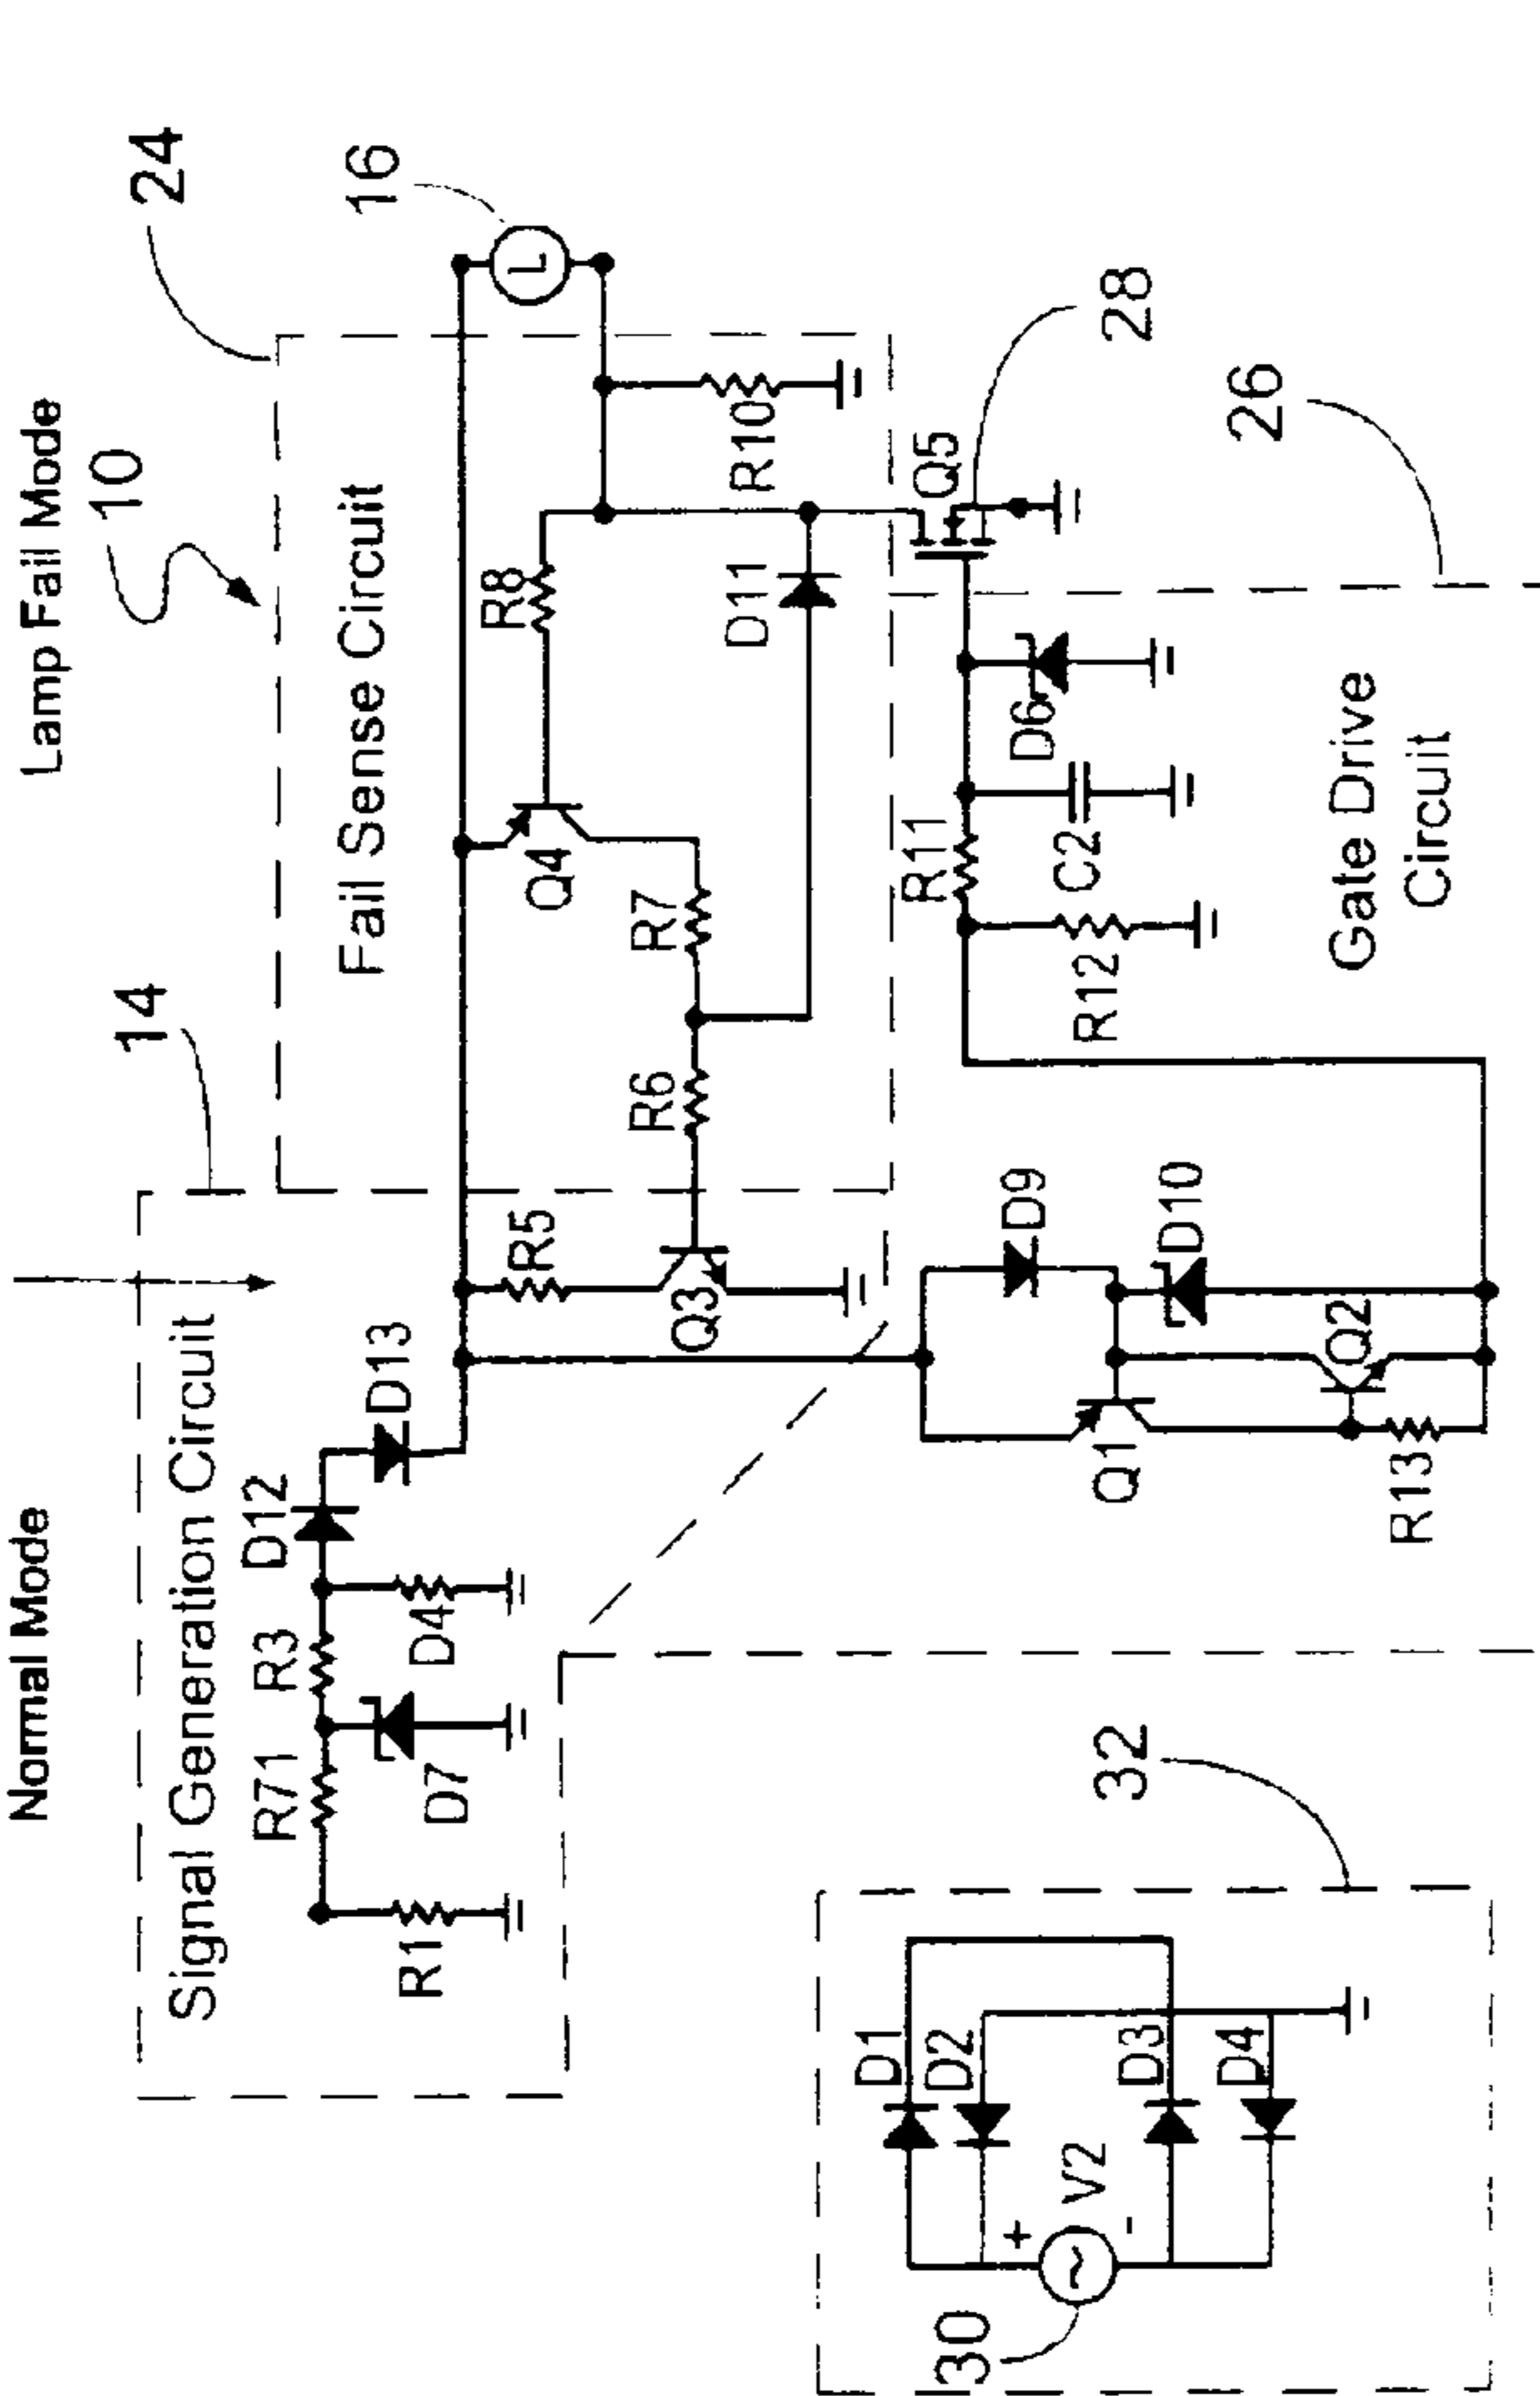 Normal Mode
Lamp Fail Mode
10
14
24
Signal Generation Circuit
Fail Sense Circuit
16
L
D12
D13
R71
R3
R1
D7
D4
R5
R8
Q4
R6
R7
Q3
D11
R10
Q5
28
R11
D6
C2
R12
26
Gate Drive
Circuit
D9
D10
Q1
Q2
R13
32
D1
D2
D3
D4
V2
+
~
-
30